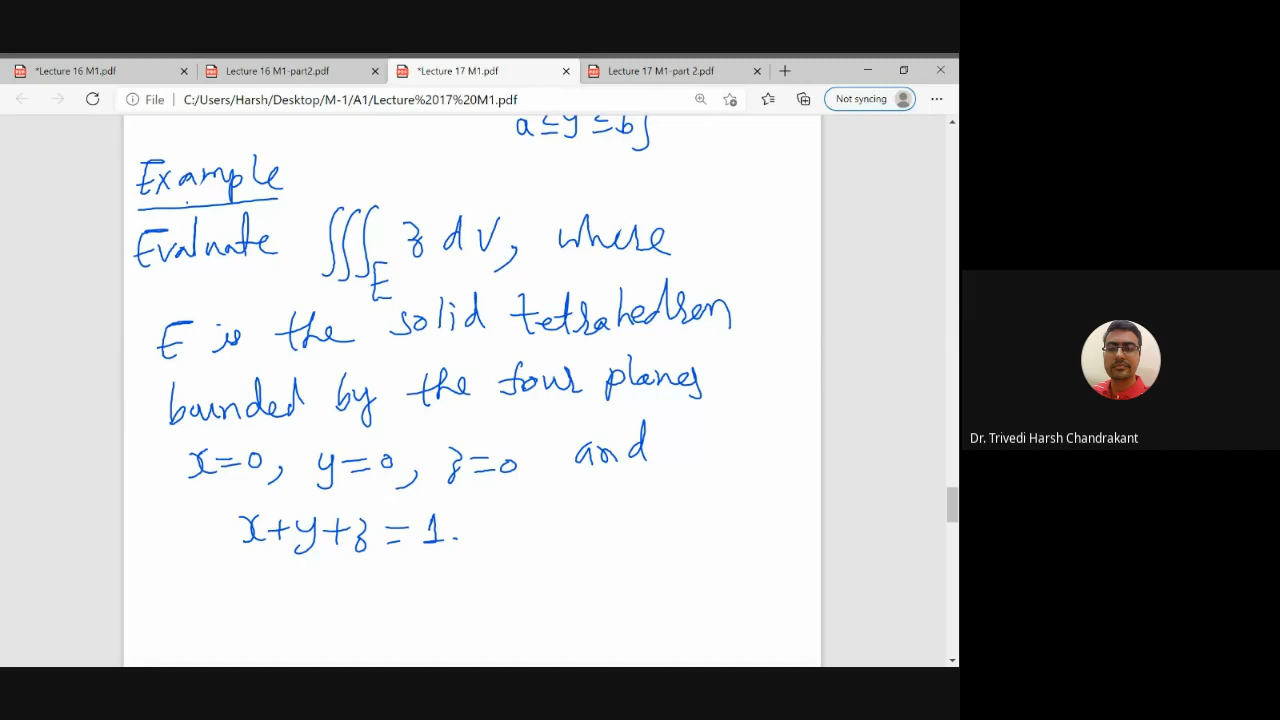 *Lecture 16 M1.pdf
Lecture 16 M1-part2.pdf
*Lecture 17 M1.pdf
Lecture 17 M1-part 2.pdf
File | C:/Users/Harsh/Desktop/M-1/A1/Lecture%2017%20M1.pdf
Not syncing
a ≤ y ≤ b}
Example
Evaluate ∭_E z dV, where
E is the solid tetrahedron
bounded by the four planes
x=0, y=0, z=0 and
x+y+z = 1.
Dr. Trivedi Harsh Chandrakant